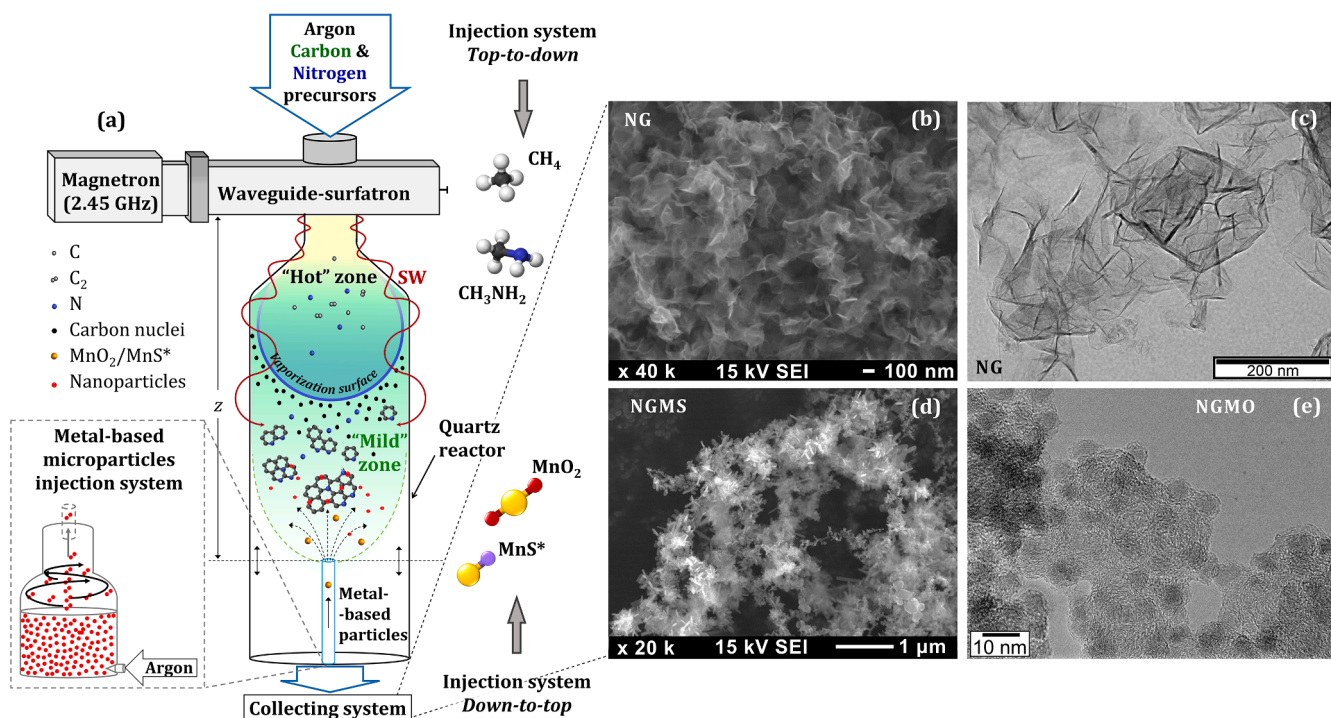 Argon
Carbon &
Nitrogen
precursors
Injection system
Top-to-down
(a)
Magnetron
(2.45 GHz)
Waveguide-surfatron
CH4
CH3NH2
C
C2
N
Carbon nuclei
MnO2/MnS*
Nanoparticles
"Hot" zone
SW
Vaporization surface
z
"Mild"
zone
Quartz
reactor
MnO2
MnS*
Metal-based
microparticles
injection system
Argon
Metal-
-based
particles
Collecting system
Injection system
Down-to-top
NG
(b)
x 40k 15 kV SEI 100 nm
(c)
NG
200 nm
NGMS
(d)
x 20 k 15 kV SEI 1 µm
NGMO
(e)
10 nm